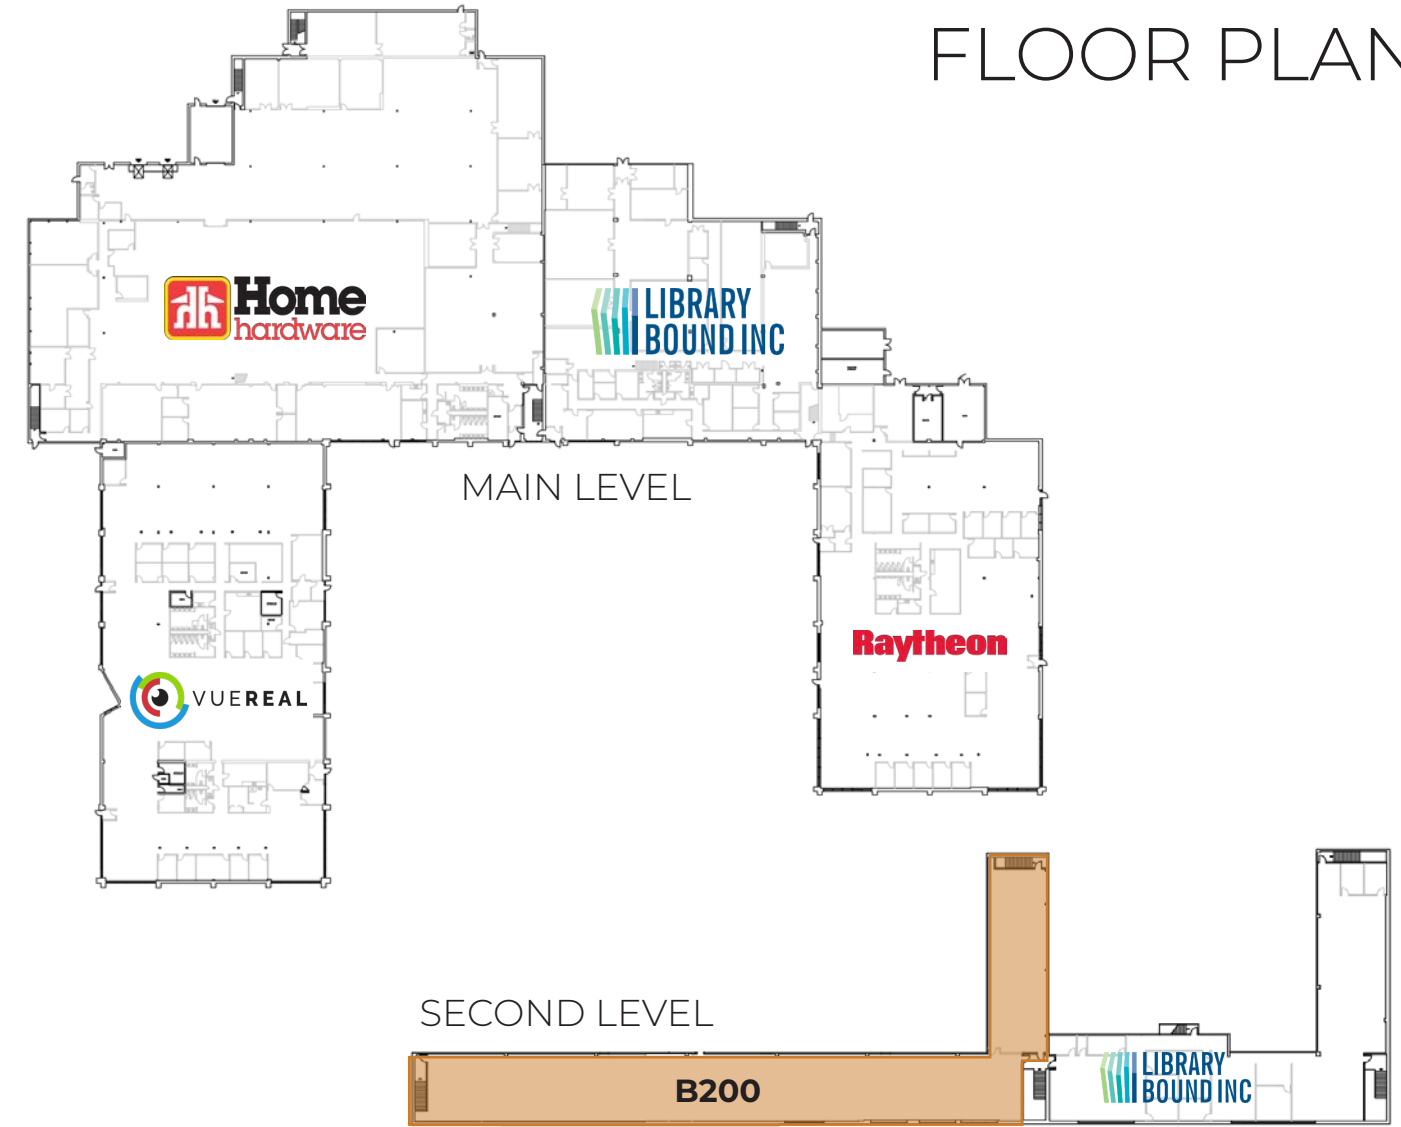 FLOOR PLAN
Home
hardware
LIBRARY
BOUND INC
MAIN LEVEL
Raytheon
VUEREAL
SECOND LEVEL
LIBRARY
BOUND INC
B200